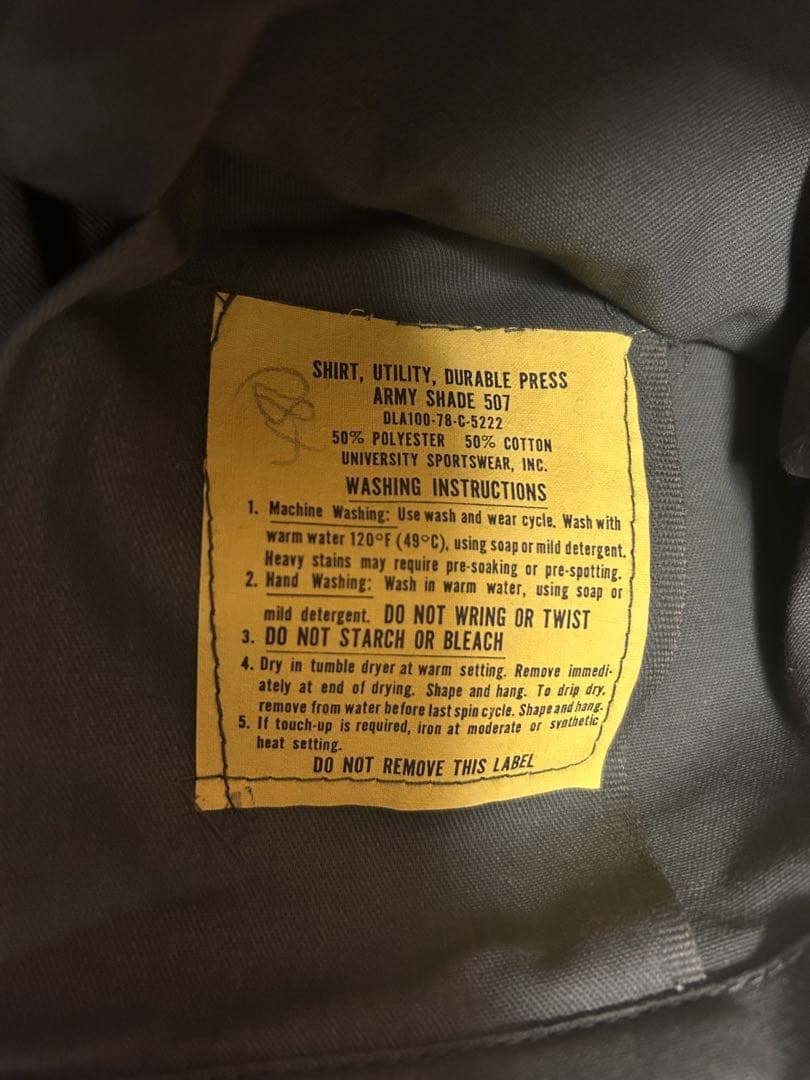 SHIRT, UTILITY, DURABLE PRESS
ARMY SHADE 507
DLA100-78-C-5222
50% POLYESTER 50% COTTON
UNIVERSITY SPORTSWEAR, INC.
WASHING INSTRUCTIONS
1. Machine Washing: Use wash and wear cycle. Wash with
warm water 120°F (49°C), using soap or mild detergent.
Heavy stains may require pre-soaking or pre-spotting.
2. Hand Washing: Wash in warm water, using soap or
mild detergent. DO NOT WRING OR TWIST
3. DO NOT STARCH OR BLEACH
4. Dry in tumble dryer at warm setting. Remove immedi-
ately at end of drying. Shape and hang. To drip dry,
remove from water before last spin cycle. Shape and hang.
5. If touch-up is required, iron at moderate or synthetic
heat setting.
DO NOT REMOVE THIS LABEL